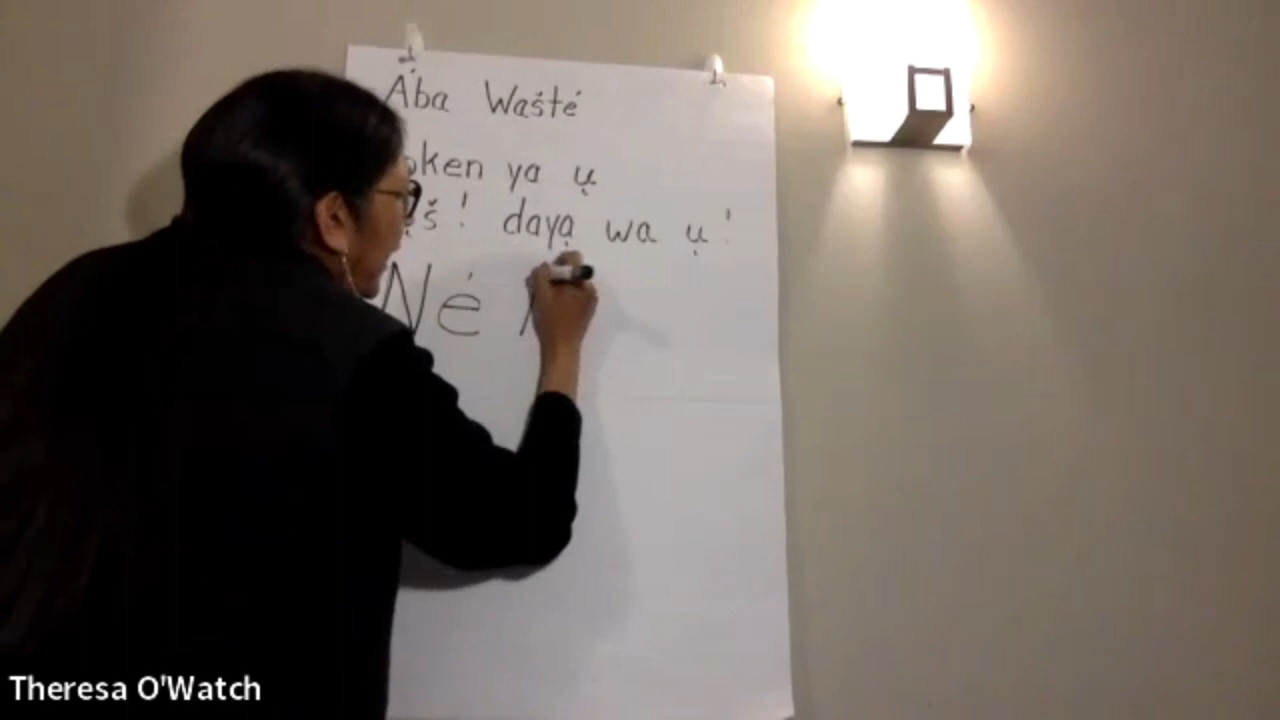 Ába Wašté
oken ya ų
š ! dayą wa ų !
Né
Theresa O'Watch